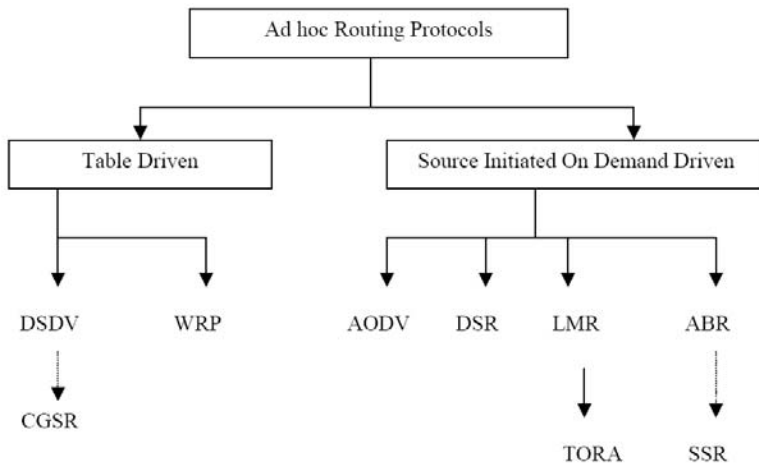 Ad hoc Routing Protocols
Table Driven
Source Initiated On Demand Driven
DSDV
WRP
AODV
DSR
LMR
ABR
CGSR
TORA
SSR